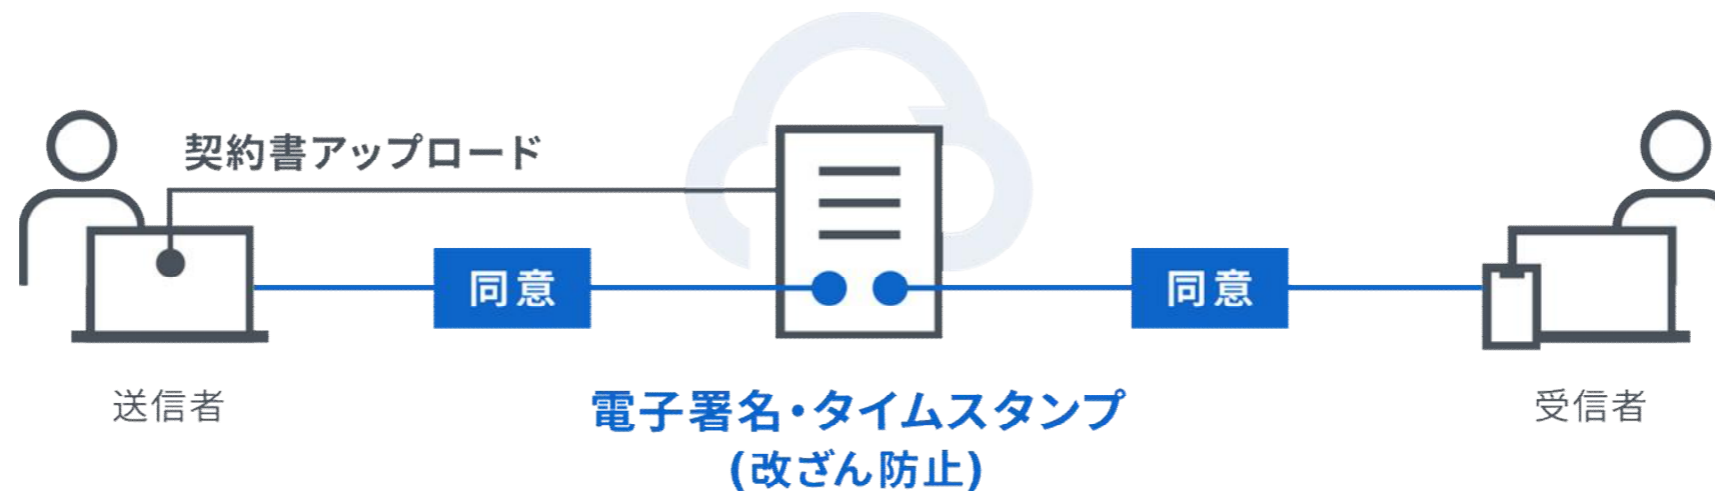 契約書アップロード
同意
同意
送信者
電子署名・タイムスタンプ
(改ざん防止)
受信者